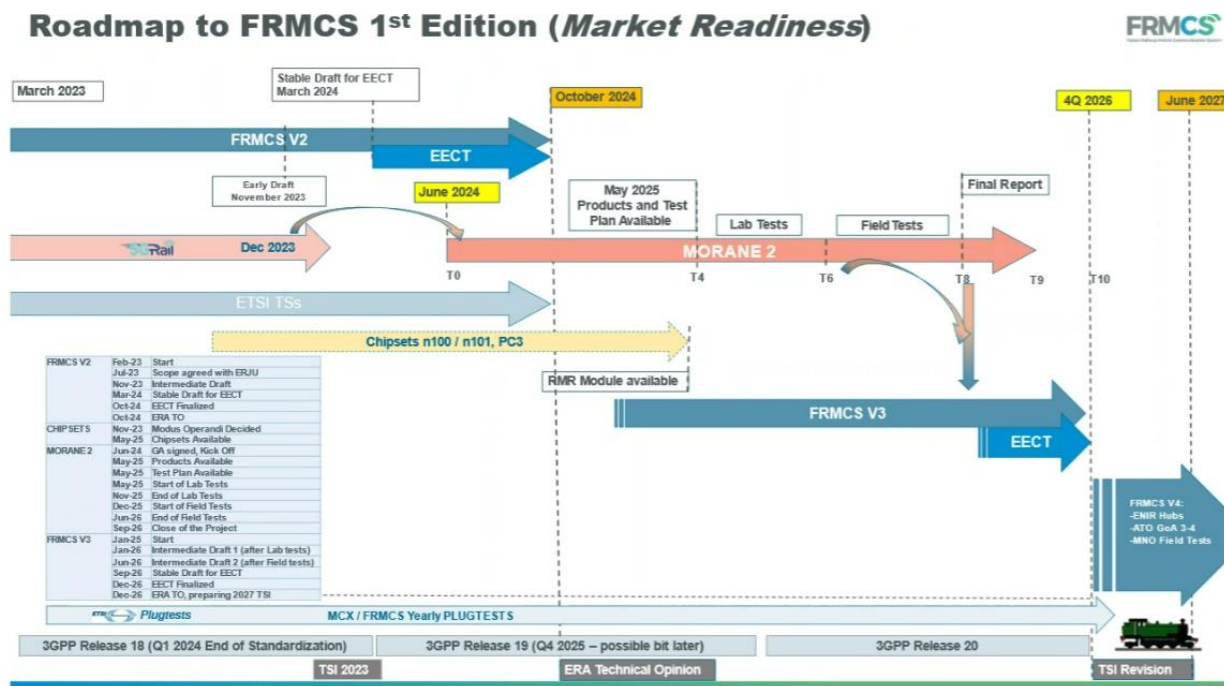 Roadmap to FRMCS 1st Edition (Market Readiness)
FRMCS
March 2023
Stable Draft for EECT
March 2024
October 2024
4Q 2026
June 2027
FRMCS V2
EECT
Early Draft
November 2023
June 2024
May 2025
Products and Test
Plan Available
Lab Tests
Field Tests
Final Report
5GRail
Dec 2023
MORANE 2
T0
T4
T6
T8
T9
T10
ETSI TSs
Chipsets n100 / n101, PC3
RMR Module available
FRMCS V3
EECT
FRMCS V2 Feb-23 Start
Jul-23 Scope agreed with ERJU
Nov-23 Intermediate Draft
Mar-24 Stable Draft for EECT
Oct-24 EECT Finalized
Oct-24 ERA TO
CHIPSETS Nov-23 Modus Operandi Decided
May-25 Chipsets Available
MORANE 2 Jun-24 GA signed, Kick Off
May-25 Products Available
May-25 Test Plan Available
May-25 Start of Lab Tests
Nov-25 End of Lab Tests
Dec-25 Start of Field Tests
Jun-26 End of Field Tests
Sep-26 Close of the Project
FRMCS V3 Jan-25 Start
Jan-26 Intermediate Draft 1 (after Lab tests)
Jun-26 Intermediate Draft 2 (after Field tests)
Sep-26 Stable Draft for EECT
Dec-26 EECT Finalized
Dec-26 ERA TO, preparing 2027 TSI
FRMCS V4:
-ENIR Hubs
-ATO GoA 3-4
-MNO Field Tests
ETSI Plugtests
MCX / FRMCS Yearly PLUGTESTS
3GPP Release 18 (Q1 2024 End of Standardization)
3GPP Release 19 (Q4 2025 – possible bit later)
3GPP Release 20
TSI 2023
ERA Technical Opinion
TSI Revision